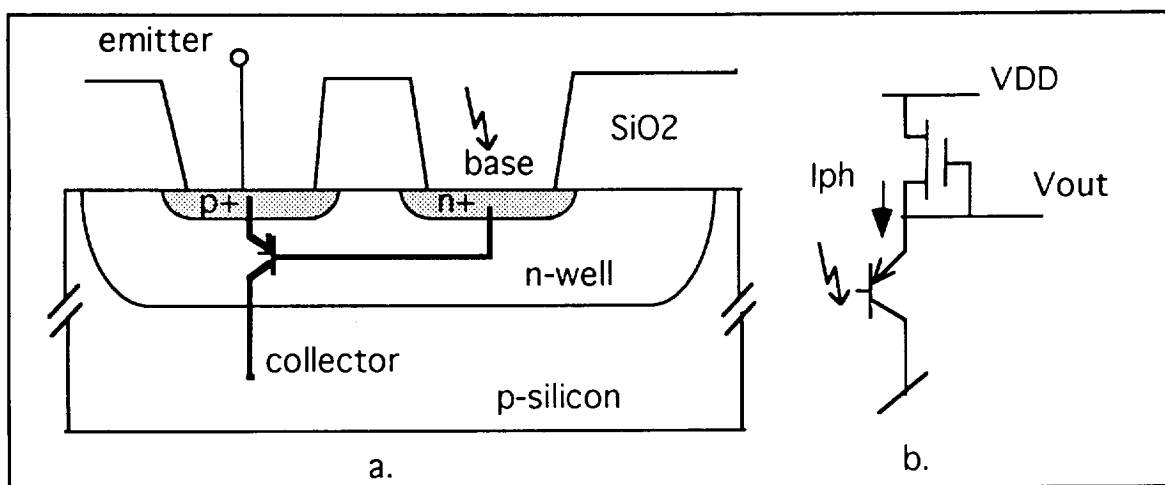 emitter
SiO2
base
p+
n+
n-well
collector
p-silicon
a.
VDD
Iph
Vout
b.